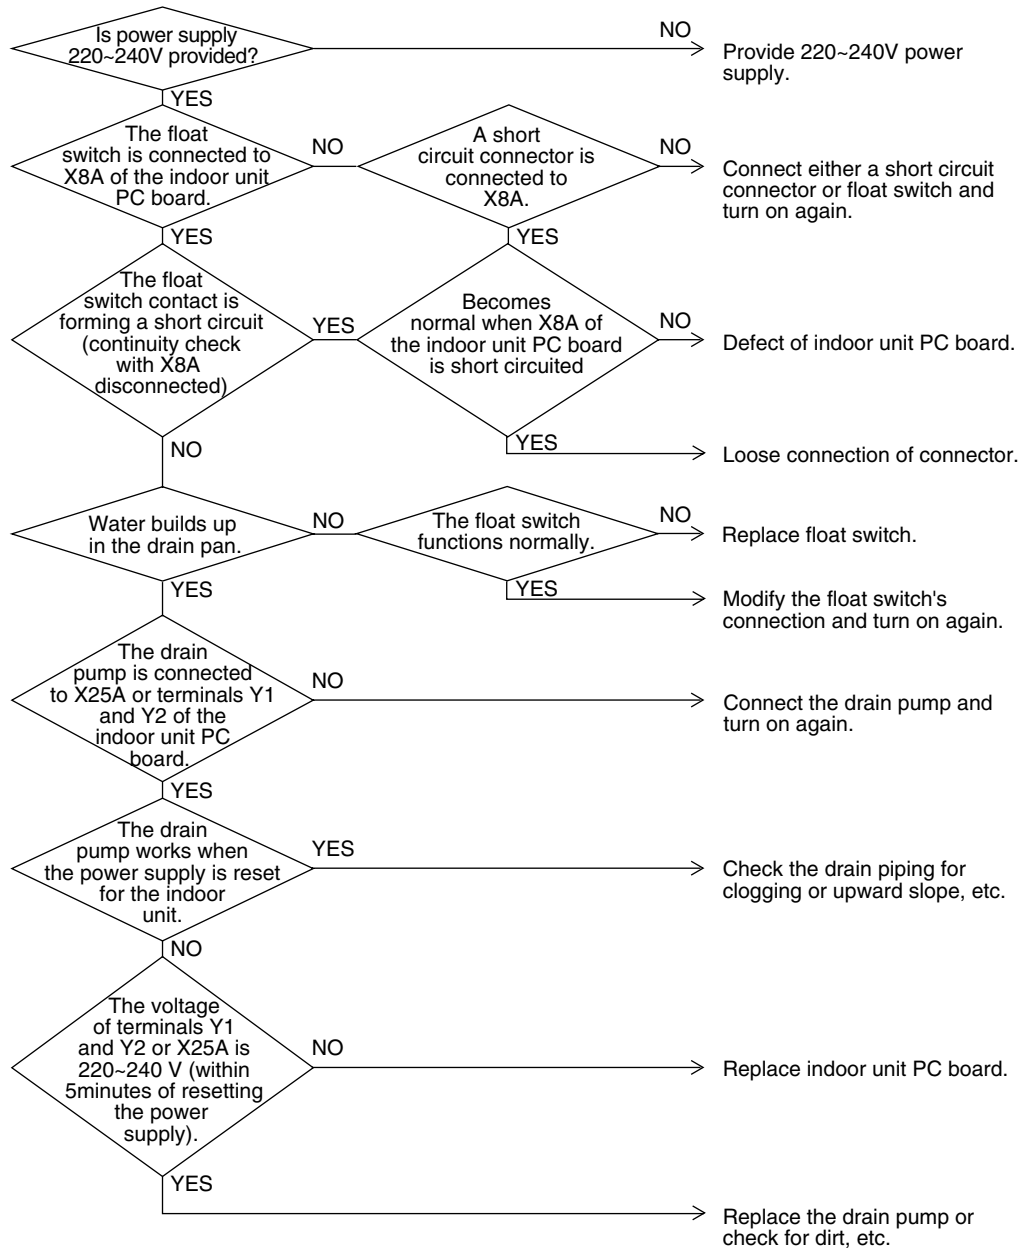 Is power supply
220~240V provided?
NO
Provide 220~240V power
supply.
YES
The float
switch is connected to
X8A of the indoor unit
PC board.
NO
A short
circuit connector is
connected to
X8A.
NO
Connect either a short circuit
connector or float switch and
turn on again.
YES
YES
The float
switch contact is
forming a short circuit
(continuity check
with X8A
disconnected)
YES
Becomes
normal when X8A of
the indoor unit PC board
is short circuited
NO
Defect of indoor unit PC board.
YES
Loose connection of connector.
NO
Water builds up
in the drain pan.
NO
The float switch
functions normally.
NO
Replace float switch.
YES
Modify the float switch's
connection and turn on again.
YES
The drain
pump is connected
to X25A or terminals Y1
and Y2 of the
indoor unit PC
board.
NO
Connect the drain pump and
turn on again.
YES
The drain
pump works when
the power supply is reset
for the indoor
unit.
YES
Check the drain piping for
clogging or upward slope, etc.
NO
The voltage
of terminals Y1
and Y2 or X25A is
220~240 V (within
5minutes of resetting
the power
supply).
NO
Replace indoor unit PC board.
YES
Replace the drain pump or
check for dirt, etc.